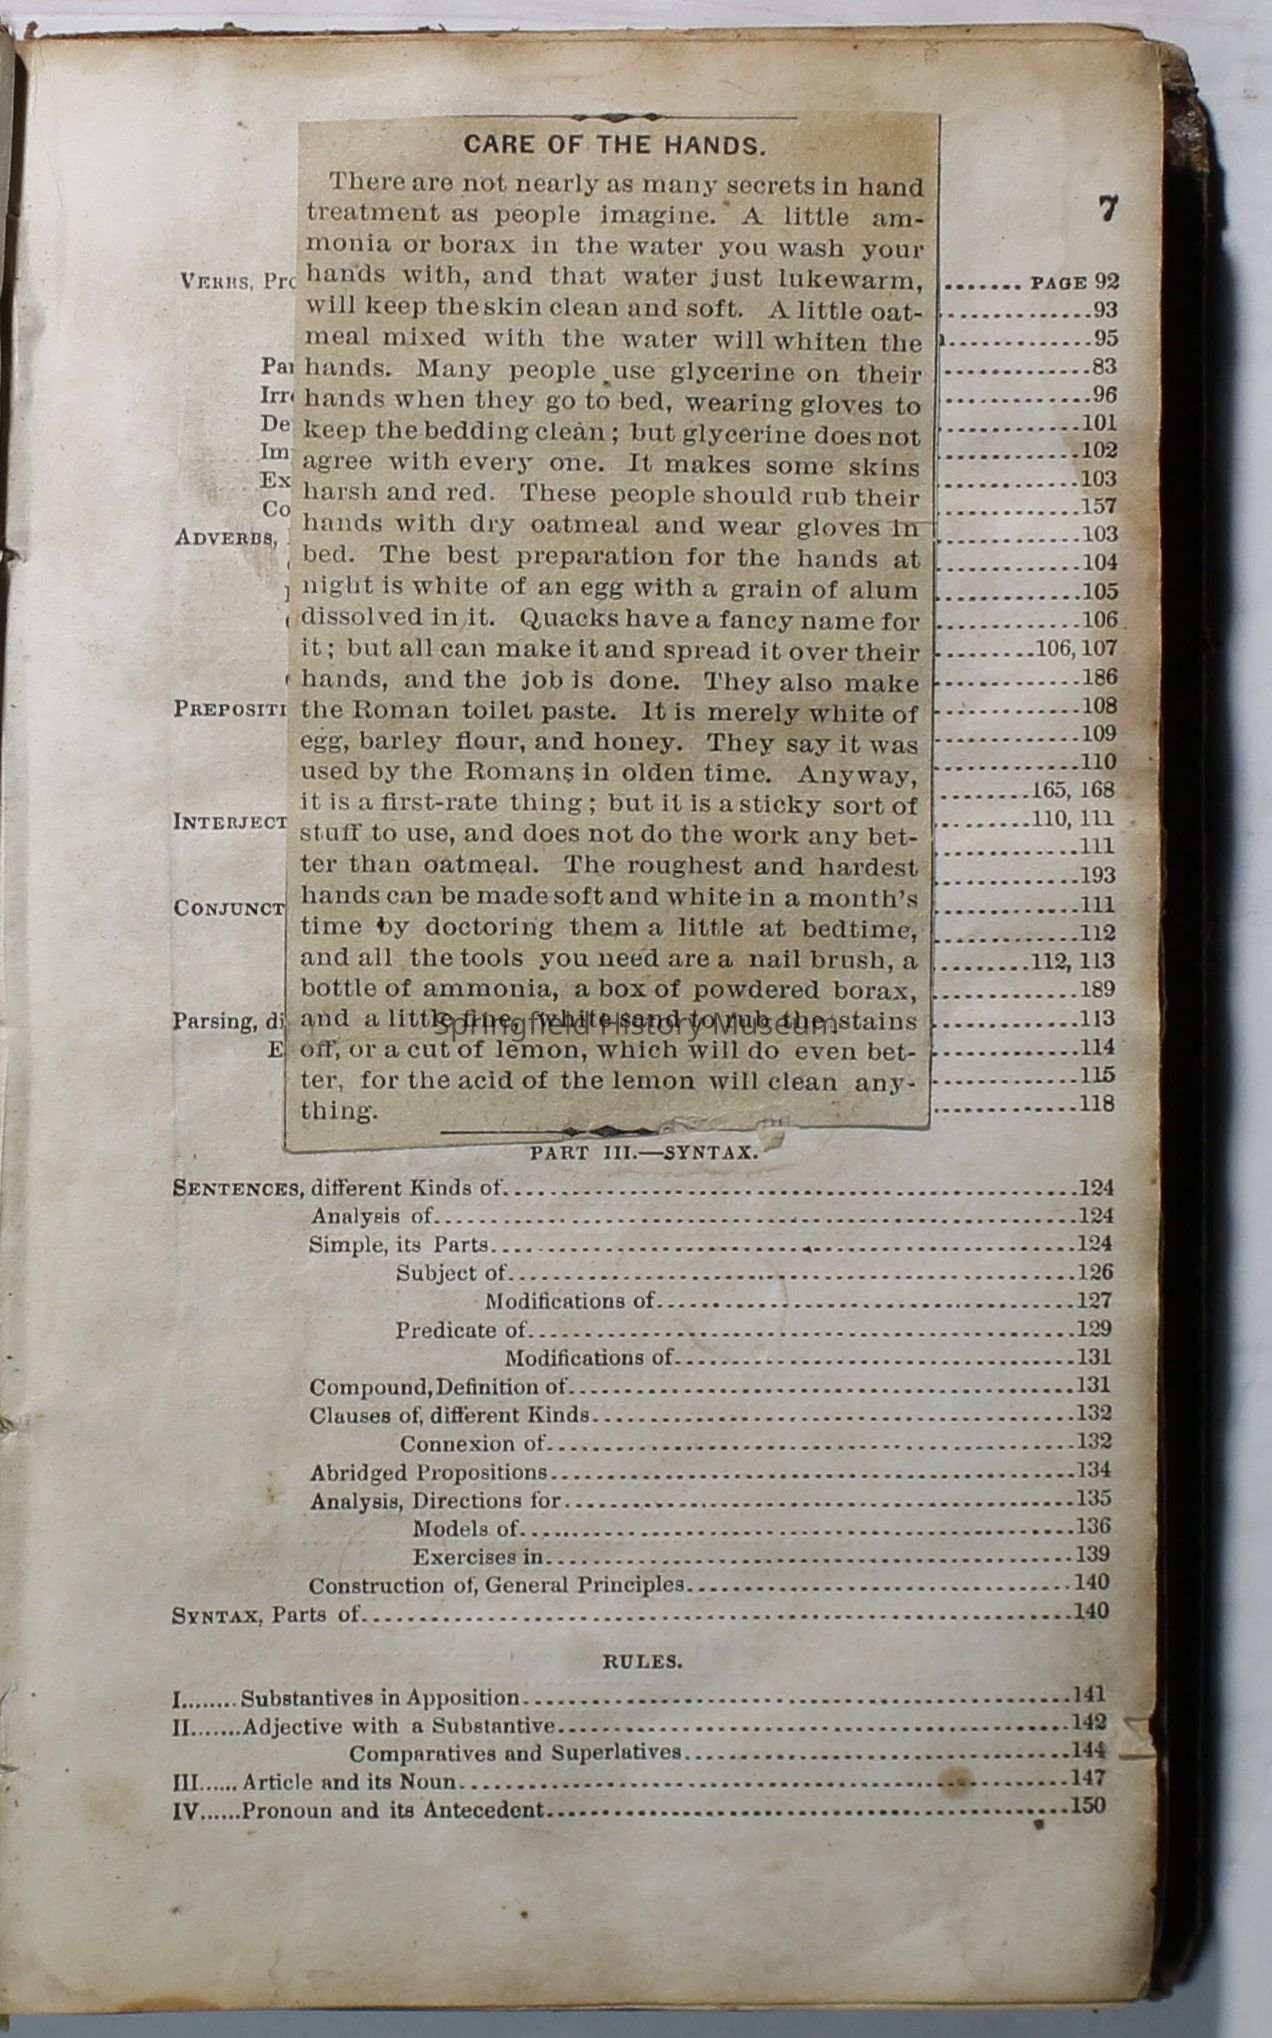 CARE OF THE HANDS.
There are not nearly as many secrets in hand
treatment as people imagine. A little am-
monia or borax in the water you wash your
hands with, and that water just lukewarm,
will keep the skin clean and soft. A little oat-
meal mixed with the water will whiten the
hands. Many people use glycerine on their
hands when they go to bed, wearing gloves to
keep the bedding clean; but glycerine does not
agree with every one. It makes some skins
harsh and red. These people should rub their
hands with dry oatmeal and wear gloves in
bed. The best preparation for the hands at
night is white of an egg with a grain of alum
dissolved in it. Quacks have a fancy name for
it; but all can make it and spread it over their
hands, and the job is done. They also make
the Roman toilet paste. It is merely white of
egg, barley flour, and honey. They say it was
used by the Romans in olden time. Anyway,
it is a first-rate thing; but it is a sticky sort of
stuff to use, and does not do the work any bet-
ter than oatmeal. The roughest and hardest
hands can be made soft and white in a month's
time by doctoring them a little at bedtime,
and all the tools you need are a nail brush, a
bottle of ammonia, a box of powdered borax,
and a little fine, white sand to rub the stains
off, or a cut of lemon, which will do even bet-
ter, for the acid of the lemon will clean any-
thing.
Springfield History Museum
7
VERBS, Pro
Par
Irre
De
Im
Ex
Co
ADVERBS,
PREPOSITI
INTERJECT
CONJUNCT
Parsing, di
E
PAGE 92
93
95
83
96
101
102
103
157
103
104
105
106
106, 107
186
108
109
110
165, 168
110, 111
111
193
111
112
112, 113
189
113
114
115
118
PART III.—SYNTAX.
SENTENCES, different Kinds of. 124
Analysis of. 124
Simple, its Parts. 124
Subject of. 126
Modifications of. 127
Predicate of. 129
Modifications of. 131
Compound, Definition of. 131
Clauses of, different Kinds. 132
Connexion of. 132
Abridged Propositions. 134
Analysis, Directions for. 135
Models of. 136
Exercises in. 139
Construction of, General Principles. 140
SYNTAX, Parts of. 140
RULES.
I........Substantives in Apposition. 141
II.......Adjective with a Substantive. 142
Comparatives and Superlatives. 144
III......Article and its Noun. 147
IV......Pronoun and its Antecedent. 150